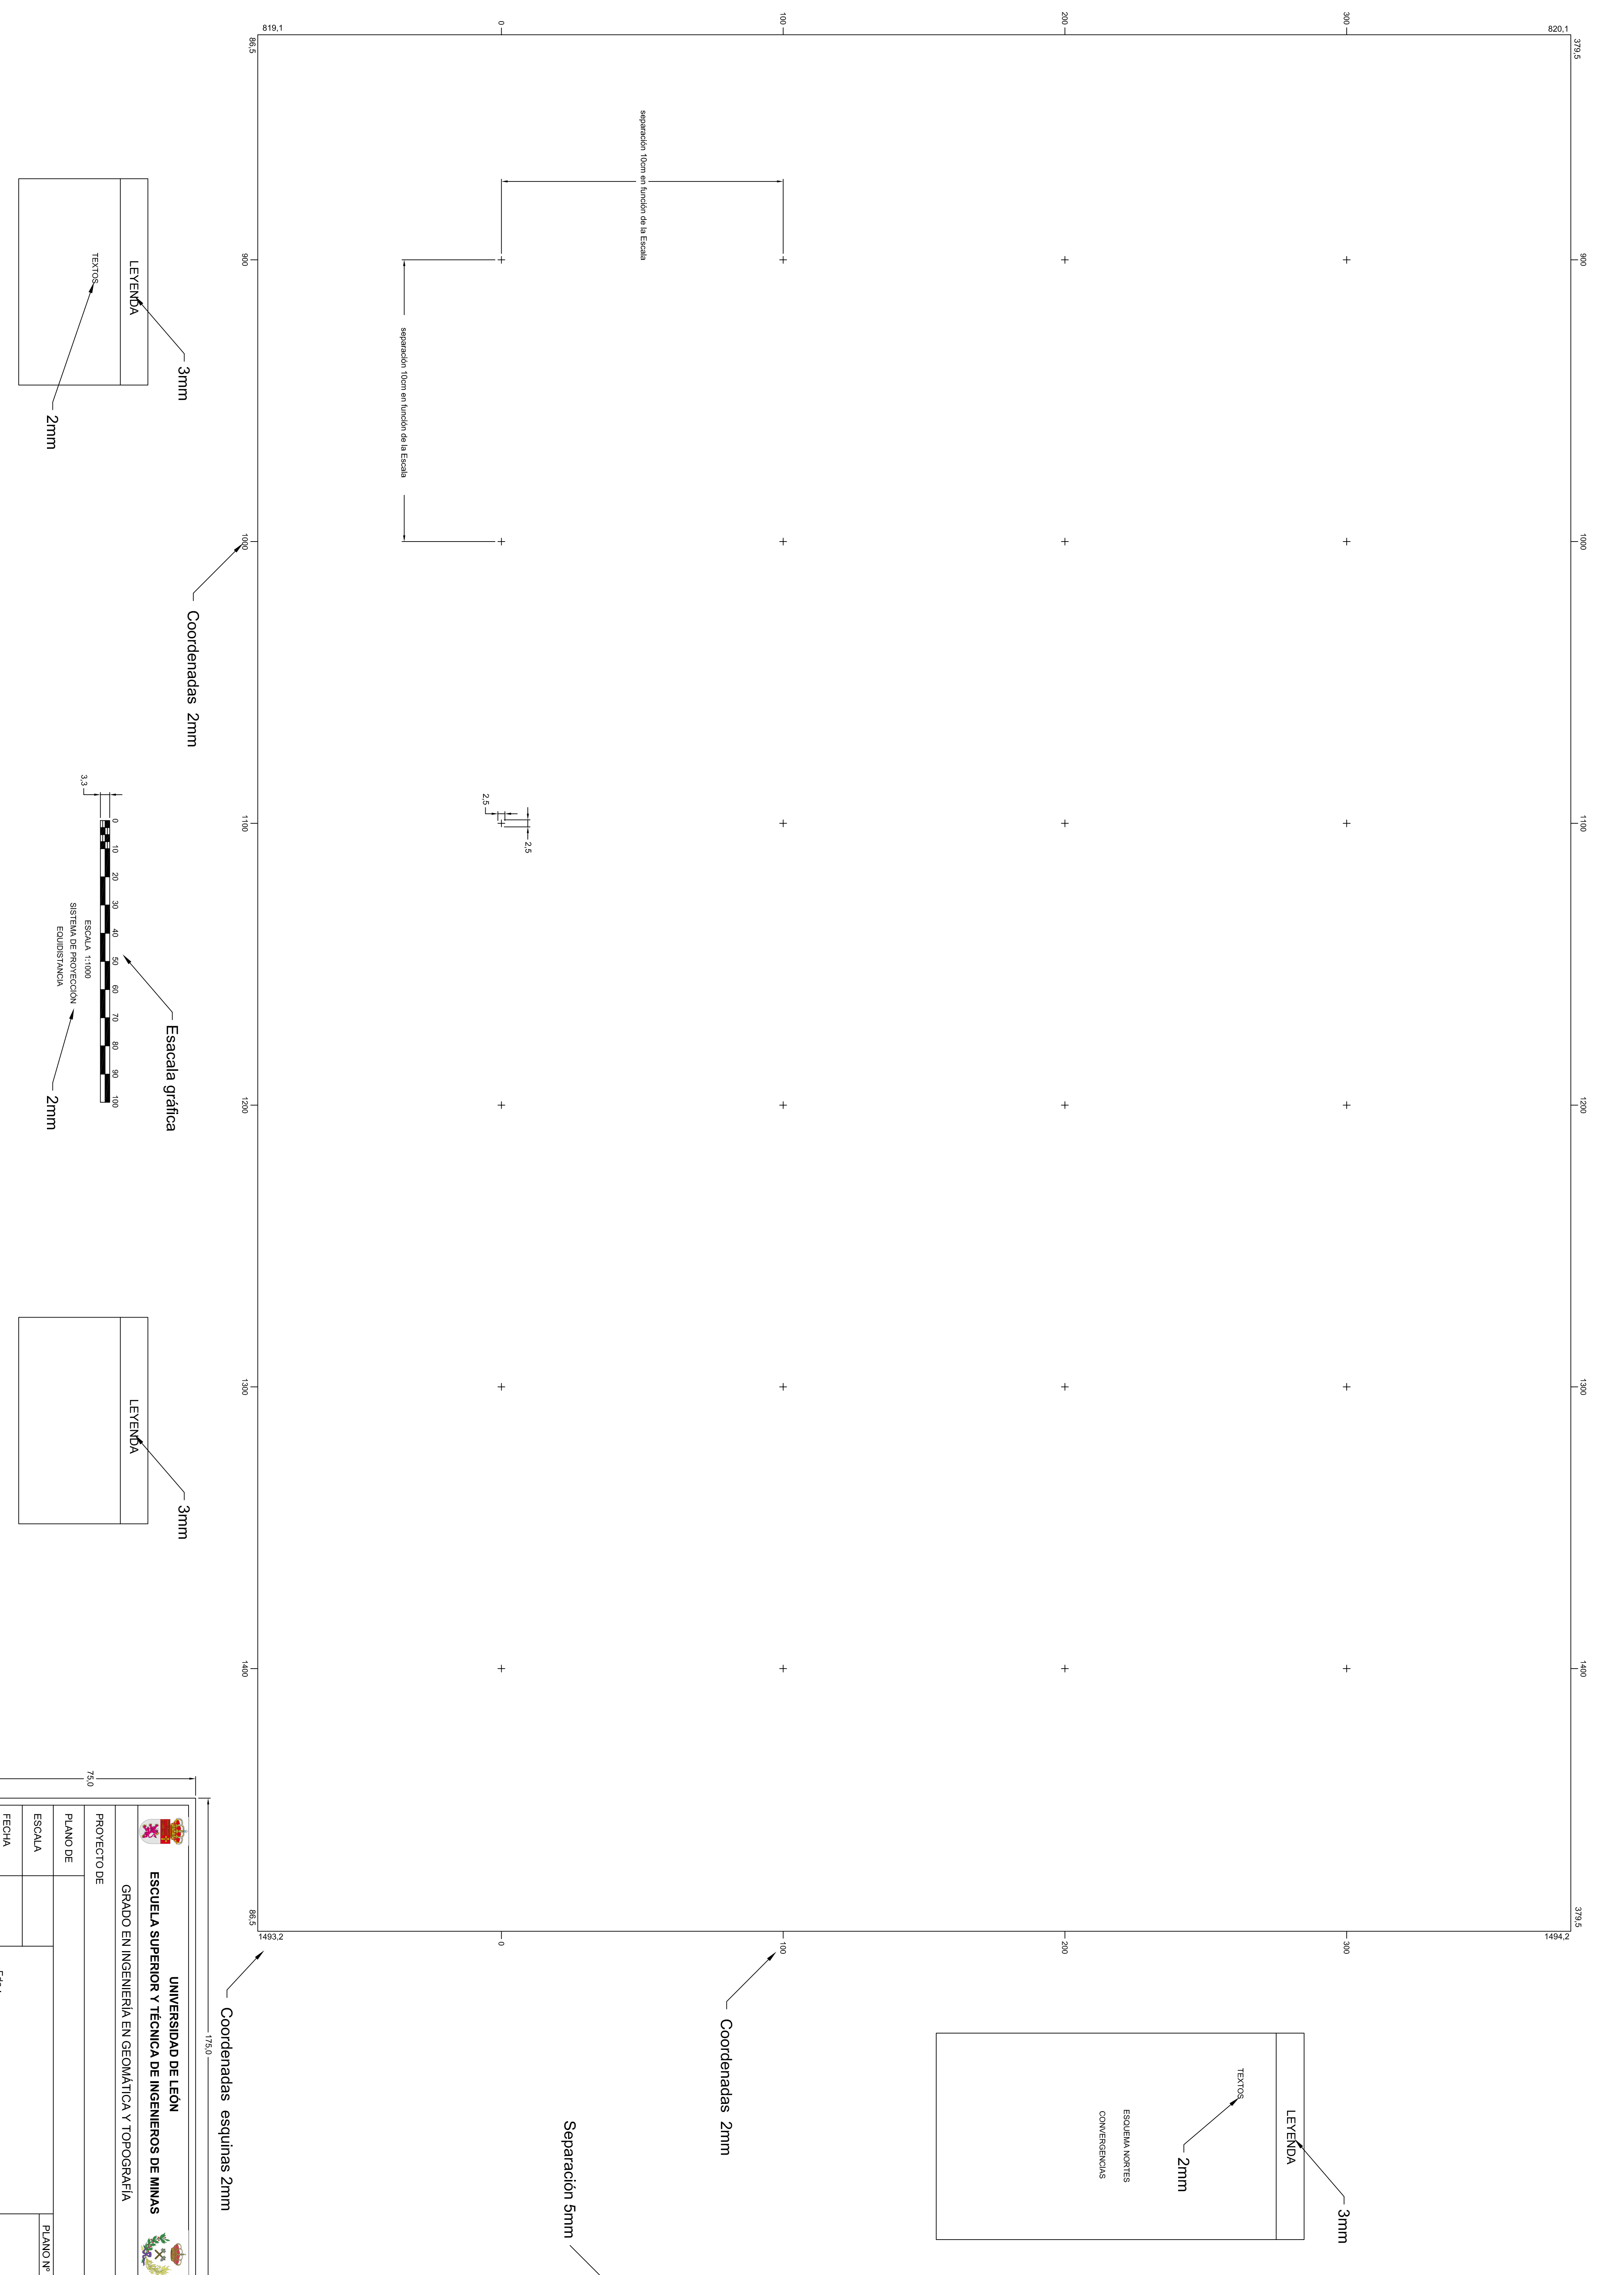 819,1
86,5
0
100
200
300
820,1
379,5
separación 10cm en función de la Escala
separación 10cm en función de la Escala
900
1000
1100
1200
1300
1400
900
1000
1100
1200
1300
1400
2,5
2,5
86,5
1493,2
0
100
200
300
379,5
1494,2
LEYENDA
TEXTOS
3mm
2mm
Coordenadas 2mm
3,3
0
10
20
30
40
50
60
70
80
90
100
ESCALA 1:1000
SISTEMA DE PROYECCIÓN
EQUIDISTANCIA
Esacala gráfica
2mm
LEYENDA
3mm
LEYENDA
TEXTOS
ESQUEMA NORTES
CONVERGENCIAS
3mm
2mm
Coordenadas 2mm
Separación 5mm
Coordenadas esquinas 2mm
175,0
75,0
UNIVERSIDAD DE LEÓN
ESCUELA SUPERIOR Y TÉCNICA DE INGENIEROS DE MINAS
GRADO EN INGENIERÍA EN GEOMÁTICA Y TOPOGRAFÍA
PROYECTO DE
PLANO DE
ESCALA
PLANO Nº
FECHA